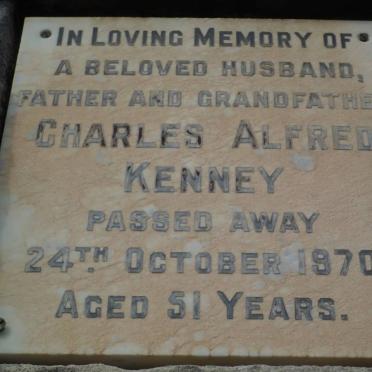 IN LOVING MEMORY OF
A BELOVED HUSBAND,
FATHER AND GRANDFATHE
CHARLES ALFRED
KENNEY
PASSED AWAY
24TH. OCTOBER 1970
AGED 51 YEARS.